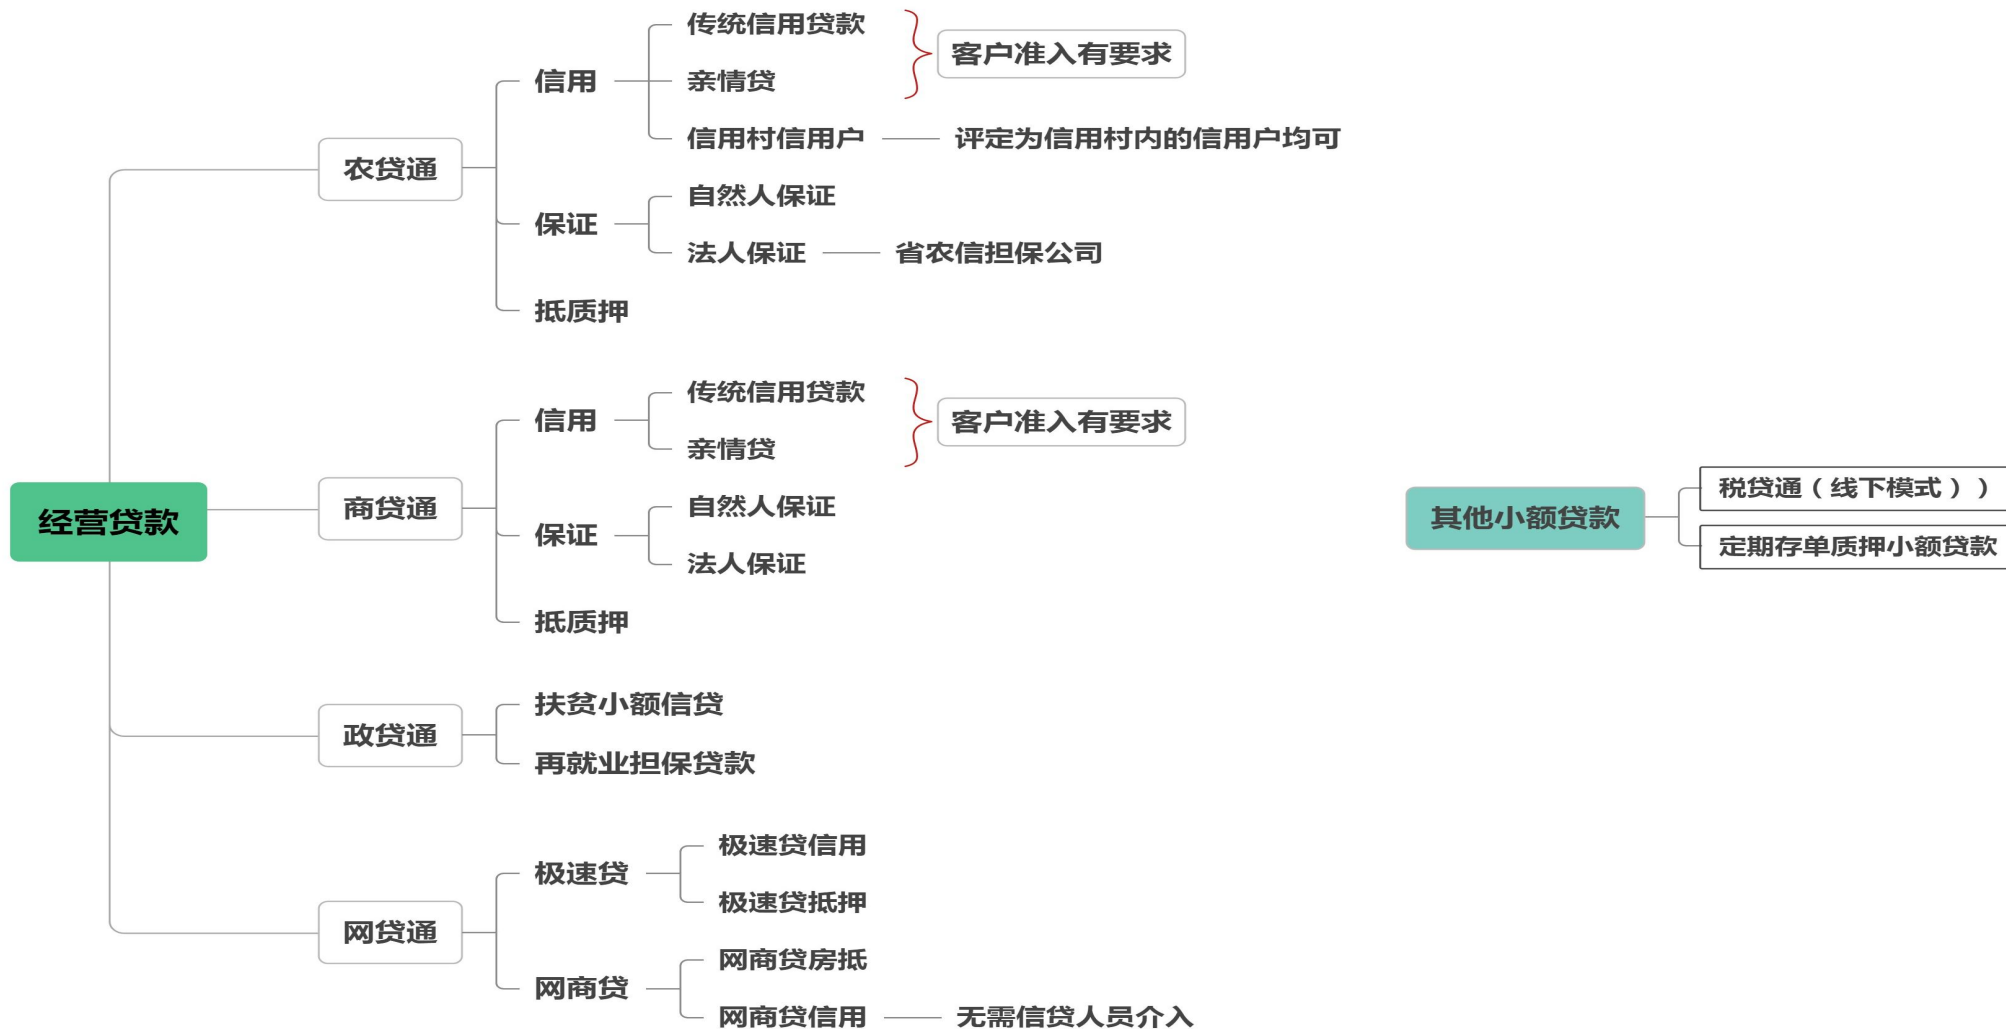 经营贷款
农贷通
信用
传统信用贷款
亲情贷
客户准入有要求
信用村信用户
评定为信用村内的信用户均可
保证
自然人保证
法人保证
省农信担保公司
抵质押
商贷通
信用
传统信用贷款
亲情贷
客户准入有要求
保证
自然人保证
法人保证
抵质押
政贷通
扶贫小额信贷
再就业担保贷款
网贷通
极速贷
极速贷信用
极速贷抵押
网商贷
网商贷房抵
网商贷信用
无需信贷人员介入
其他小额贷款
税贷通（线下模式））
定期存单质押小额贷款